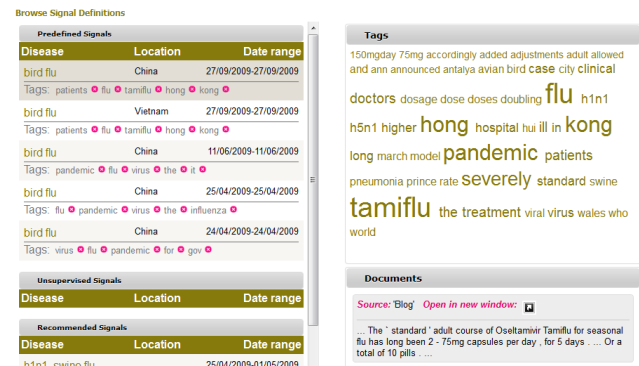 Browse Signal Definitions
Predefined Signals
Disease Location Date range
bird flu China 27/09/2009-27/09/2009
Tags: patients flu tamiflu hong kong
bird flu Vietnam 27/09/2009-27/09/2009
Tags: patients flu tamiflu hong kong
bird flu China 11/06/2009-11/06/2009
Tags: pandemic flu virus the it
bird flu China 25/04/2009-25/04/2009
Tags: flu pandemic virus the influenza
bird flu China 24/04/2009-24/04/2009
Tags: virus flu pandemic for gov
Unsupervised Signals
Disease Location Date range
Recommended Signals
Disease Location Date range
h1n1, swine flu 25/04/2009-01/05/2009
Tags
150mgday 75mg accordingly added adjustments adult allowed
and ann announced antalya avian bird case city clinical
doctors dosage dose doses doubling flu h1n1
h5n1 higher hong hospital hui ill in kong
long march model pandemic patients
pneumonia prince rate severely standard swine
tamiflu the treatment viral virus wales who
world
Documents
Source: 'Blog' Open in new window:
... The ` standard ' adult course of Oseltamivir Tamiflu for seasonal
flu has long been 2 - 75mg capsules per day , for 5 days . ... Or a
total of 10 pills . ...